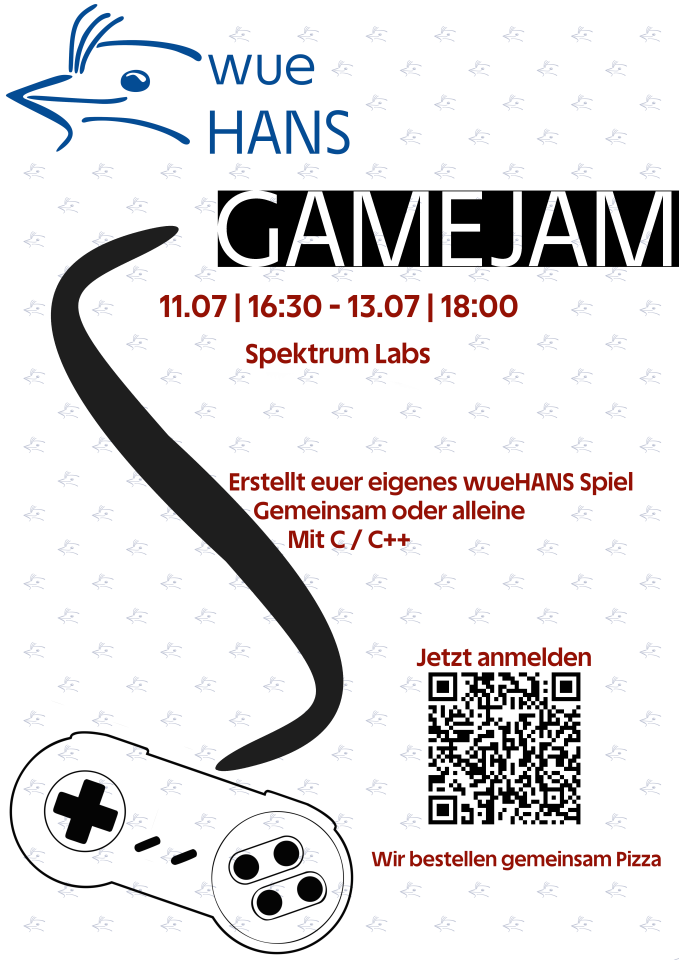 wue
HANS
GAMEJAM
11.07 | 16:30 - 13.07 | 18:00
Spektrum Labs
Erstellt euer eigenes wueHANS Spiel
Gemeinsam oder alleine
Mit C / C++
Jetzt anmelden
Wir bestellen gemeinsam Pizza